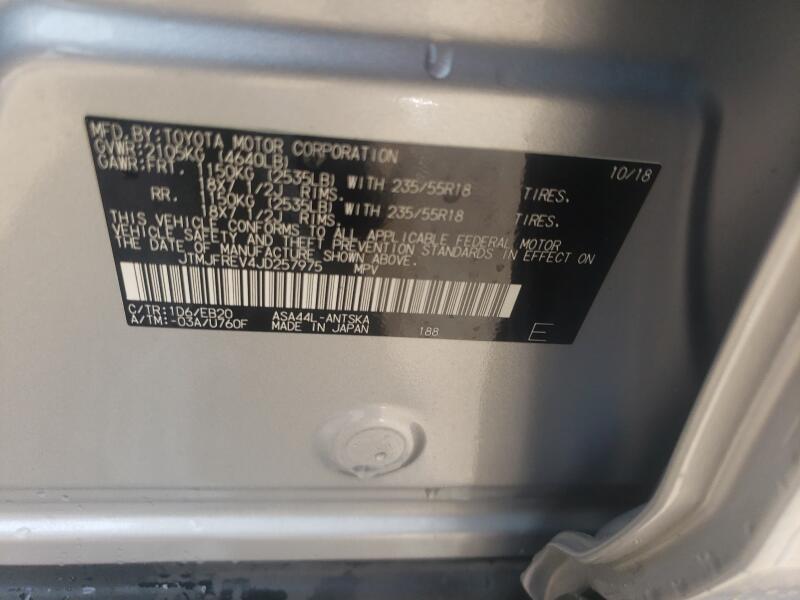 MFD.BY:TOYOTA MOTOR CORPORATION 10/18
GVWR:2105KG (4640LB)
GAWR:FRT. 1150KG (2535LB) WITH 235/55R18 TIRES.
18X7 1/2J RIMS.
RR. 1150KG (2535LB) WITH 235/55R18 TIRES.
18X7 1/2J RIMS.
THIS VEHICLE CONFORMS TO ALL APPLICABLE FEDERAL MOTOR
VEHICLE SAFETY AND THEFT PREVENTION STANDARDS IN EFFECT ON
THE DATE OF MANUFACTURE SHOWN ABOVE.
JTMJFREV4JD257975 MPV
C/TR:1D6/EB20 ASA44L-ANTSKA
A/TM:-03A/U760F MADE IN JAPAN 188 E